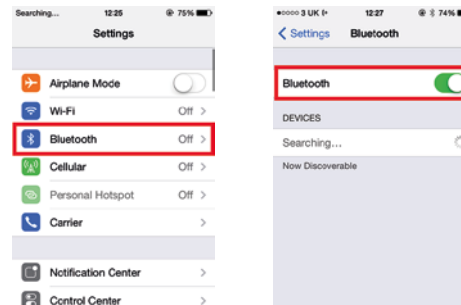 Searching... 12:25 75%
Settings
Airplane Mode
Wi-Fi Off
Bluetooth Off
Cellular Off
Personal Hotspot Off
Carrier
Notification Center
Control Center
3 UK 12:27 74%
Settings Bluetooth
Bluetooth
DEVICES
Searching...
Now Discoverable